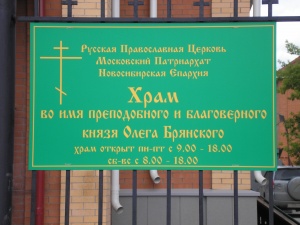 Русская Православная Церковь
Московский Патриархат
Новосибирская Епархия
Храм
во имя преподобного и благоверного
князя Олега Брянского
храм открыт пн-пт с 9.00 - 18.00
сб-вс с 8.00 - 18.00